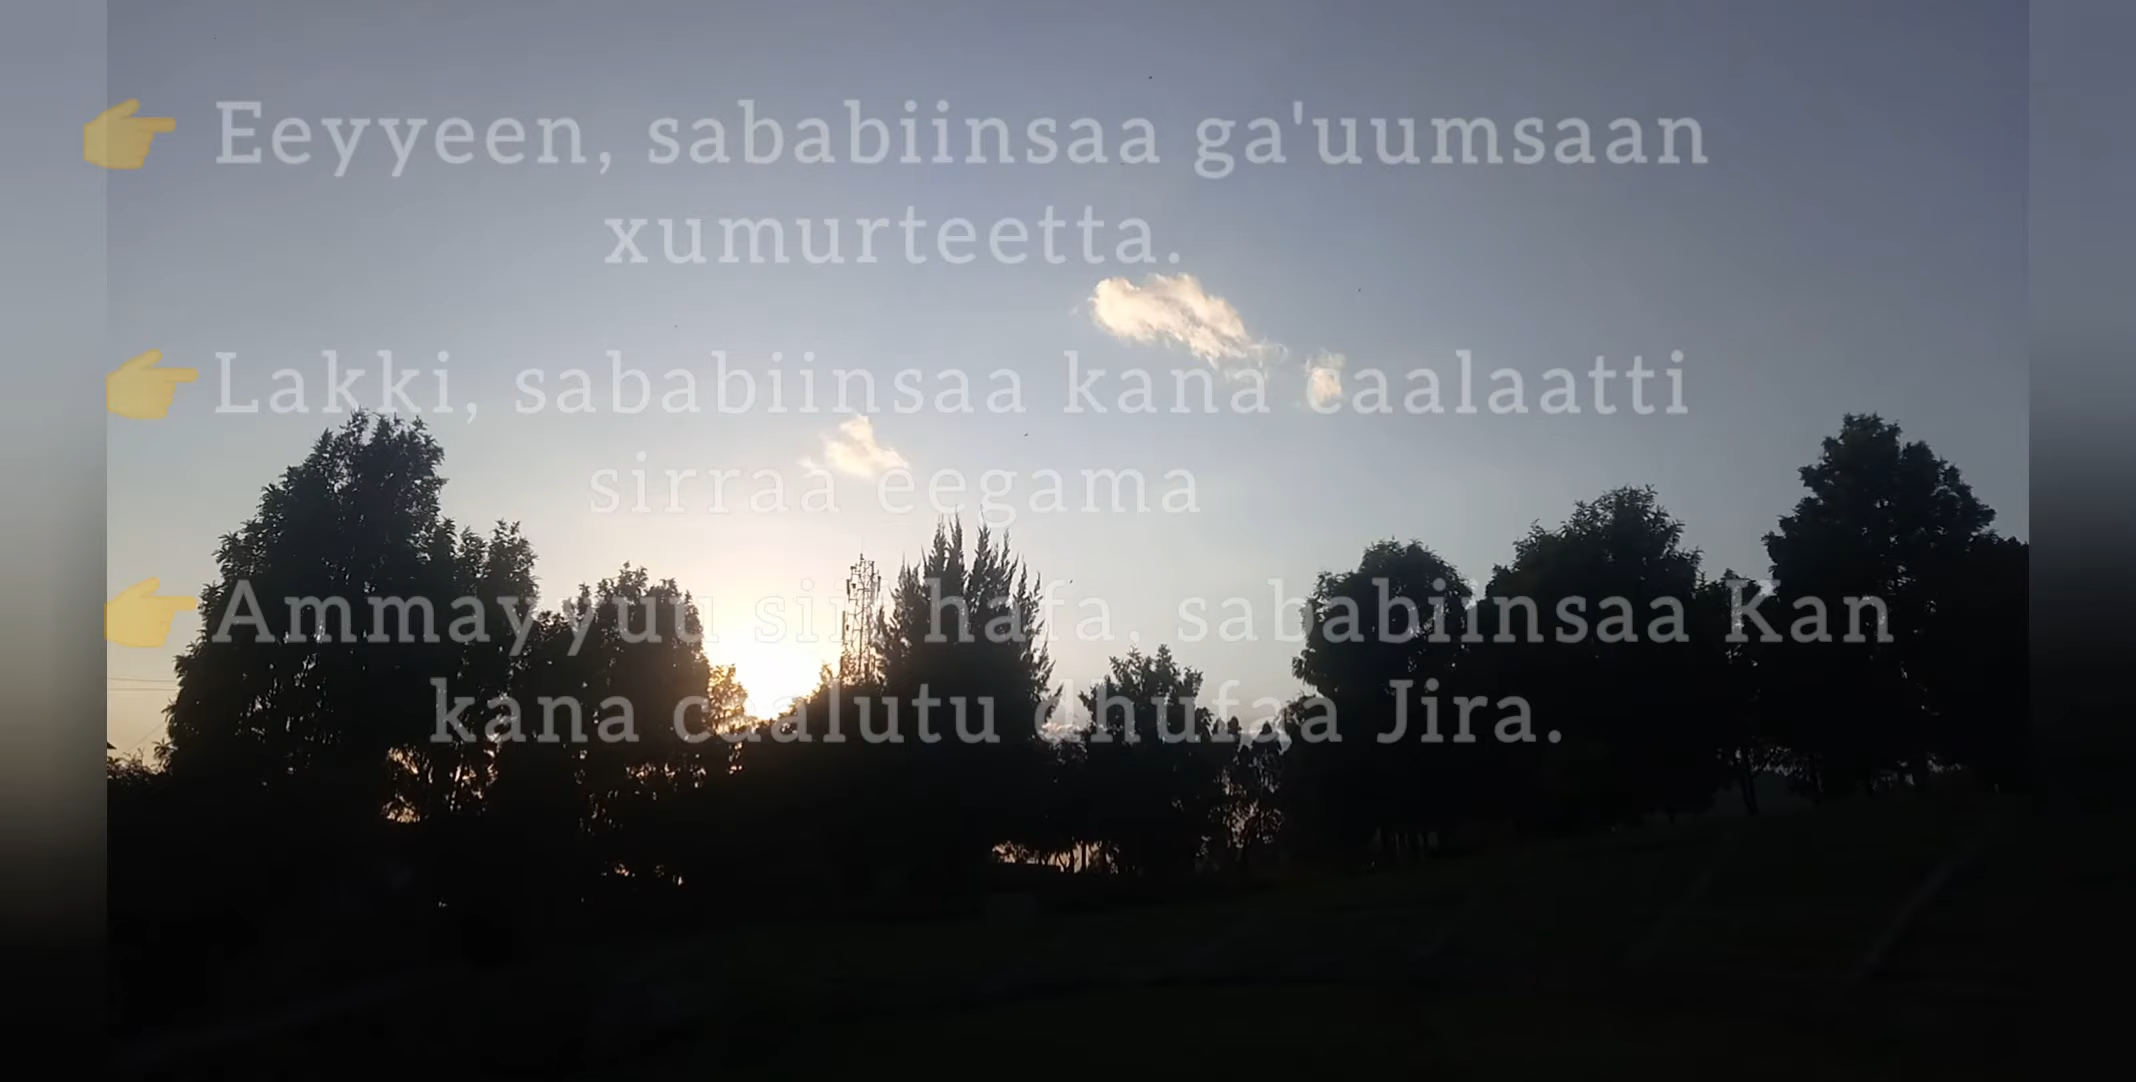 👉 Eeyyeen, sababiinsaa ga'uumsaan
xumurteetta.
👉 Lakki, sababiinsaa kana caalaatti
sirraa eegama
👉 Ammayyuu sin hafa, sababiinsaa Kan
kana caalutu dhufaa Jira.